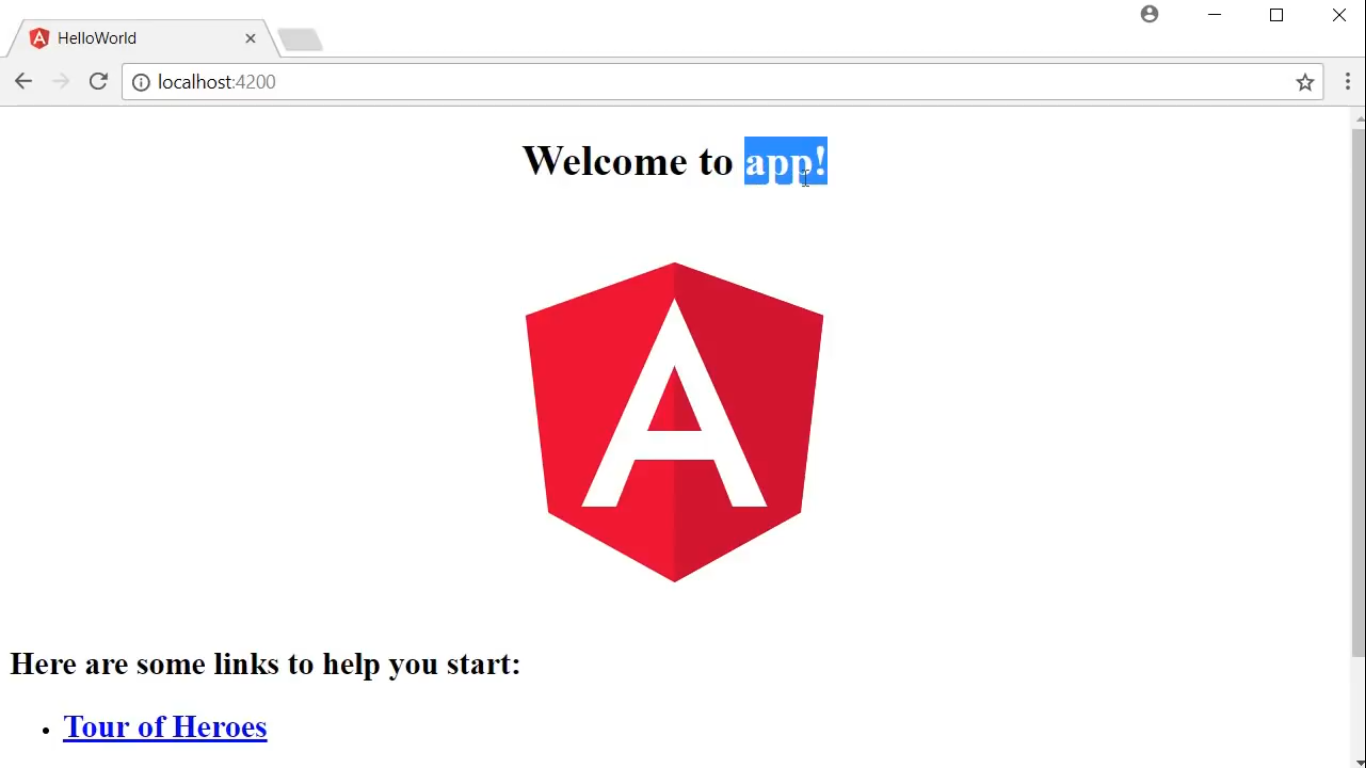 HelloWorld
localhost:4200
Welcome to app!
A
Here are some links to help you start:
Tour of Heroes